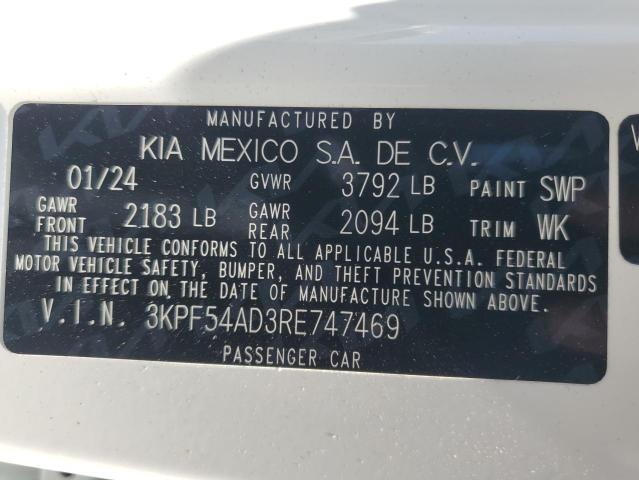 MANUFACTURED BY
KIA MEXICO S.A. DE C.V.
01/24 GVWR 3792 LB PAINT SWP
GAWR FRONT 2183 LB GAWR REAR 2094 LB TRIM WK
THIS VEHICLE CONFORMS TO ALL APPLICABLE U.S.A. FEDERAL
MOTOR VEHICLE SAFETY, BUMPER, AND THEFT PREVENTION STANDARDS
IN EFFECT ON THE DATE OF MANUFACTURE SHOWN ABOVE.
V.I.N. 3KPF54AD3RE747469
PASSENGER CAR